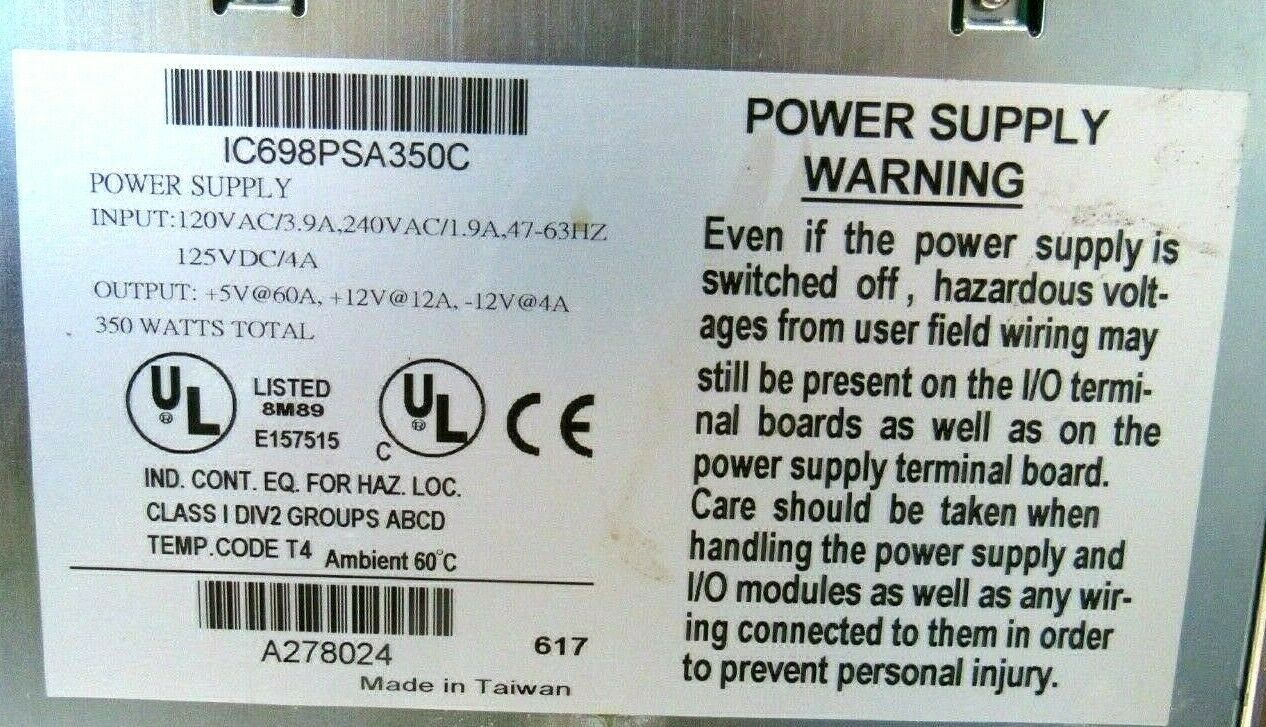 IC698PSA350C
POWER SUPPLY
INPUT:120VAC/3.9A,240VAC/1.9A,47-63HZ
125VDC/4A
OUTPUT: +5V@60A, +12V@12A, -12V@4A
350 WATTS TOTAL
UL ® LISTED
8M89
E157515
C UL ® CE
IND. CONT. EQ. FOR HAZ. LOC.
CLASS I DIV2 GROUPS ABCD
TEMP.CODE T4 Ambient 60°C
A278024
617
Made in Taiwan
POWER SUPPLY
WARNING
Even if the power supply is
switched off, hazardous volt-
ages from user field wiring may
still be present on the I/O termi-
nal boards as well as on the
power supply terminal board.
Care should be taken when
handling the power supply and
I/O modules as well as any wir-
ing connected to them in order
to prevent personal injury.